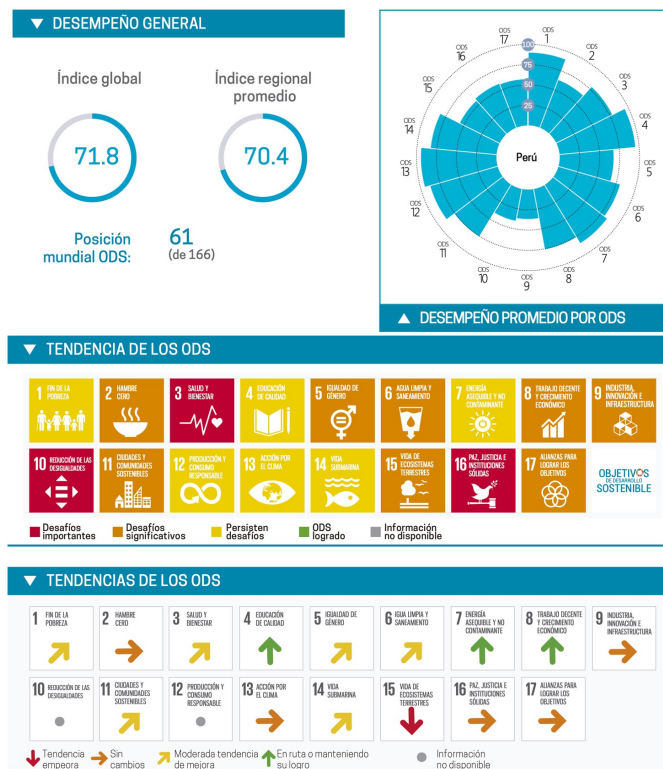 ▼ DESEMPEÑO GENERAL
Índice global
71.8
Índice regional
promedio
70.4
Posición
mundial ODS:
61
(de 166)
ODS
1
ODS
2
ODS
3
ODS
4
ODS
5
ODS
6
ODS
7
ODS
8
ODS
9
ODS
10
ODS
11
ODS
12
ODS
13
ODS
14
ODS
15
ODS
16
ODS
17
100
75
50
25
Perú
▲ DESEMPEÑO PROMEDIO POR ODS
▼ TENDENCIA DE LOS ODS
1 FIN DE LA
POBREZA
2 HAMBRE
CERO
3 SALUD Y
BIENESTAR
4 EDUCACIÓN
DE CALIDAD
5 IGUALDAD DE
GÉNERO
6 AGUA LIMPIA Y
SANEAMIENTO
7 ENERGÍA
ASEQUIBLE Y NO
CONTAMINANTE
8 TRABAJO DECENTE
Y CRECIMIENTO
ECONÓMICO
9 INDUSTRIA,
INNOVACIÓN E
INFRAESTRUCTURA
10 REDUCCIÓN DE LAS
DESIGUALDADES
11 CIUDADES Y
COMUNIDADES
SOSTENIBLES
12 PRODUCCIÓN Y
CONSUMO
RESPONSABLE
13 ACCIÓN POR
EL CLIMA
14 VIDA
SUBMARINA
15 VIDA DE
ECOSISTEMAS
TERRESTRES
16 PAZ, JUSTICIA E
INSTITUCIONES
SÓLIDAS
17 ALIANZAS PARA
LOGRAR LOS
OBJETIVOS
OBJETIVOS
DE DESARROLLO
SOSTENIBLE
Desafíos
importantes
Desafíos
significativos
Persisten
desafíos
ODS
logrado
Información
no disponible
▼ TENDENCIAS DE LOS ODS
1 FIN DE LA
POBREZA
2 HAMBRE
CERO
3 SALUD Y
BIENESTAR
4 EDUCACIÓN
DE CALIDAD
5 IGUALDAD DE
GÉNERO
6 IGUA LIMPIA Y
SANEAMIENTO
7 ENERGÍA
ASEQUIBLE Y NO
CONTAMINANTE
8 TRABAJO DECENTE
Y CRECIMIENTO
ECONÓMICO
9 INDUSTRIA,
INNOVACIÓN E
INFRAESTRUCTURA
10 REDUCCIÓN DE LAS
DESIGUALDADES
11 CIUDADES Y
COMUNIDADES
SOSTENIBLES
12 PRODUCCIÓN Y
CONSUMO
RESPONSABLE
13 ACCIÓN POR
EL CLIMA
14 VIDA
SUBMARINA
15 VIDA DE
ECOSISTEMAS
TERRESTRES
16 PAZ, JUSTICIA E
INSTITUCIONES
SÓLIDAS
17 ALIANZAS PARA
LOGRAR LOS
OBJETIVOS
Tendencia
empeora
Sin
cambios
Moderada tendencia
de mejora
En ruta o manteniendo
su logro
Información
no disponible